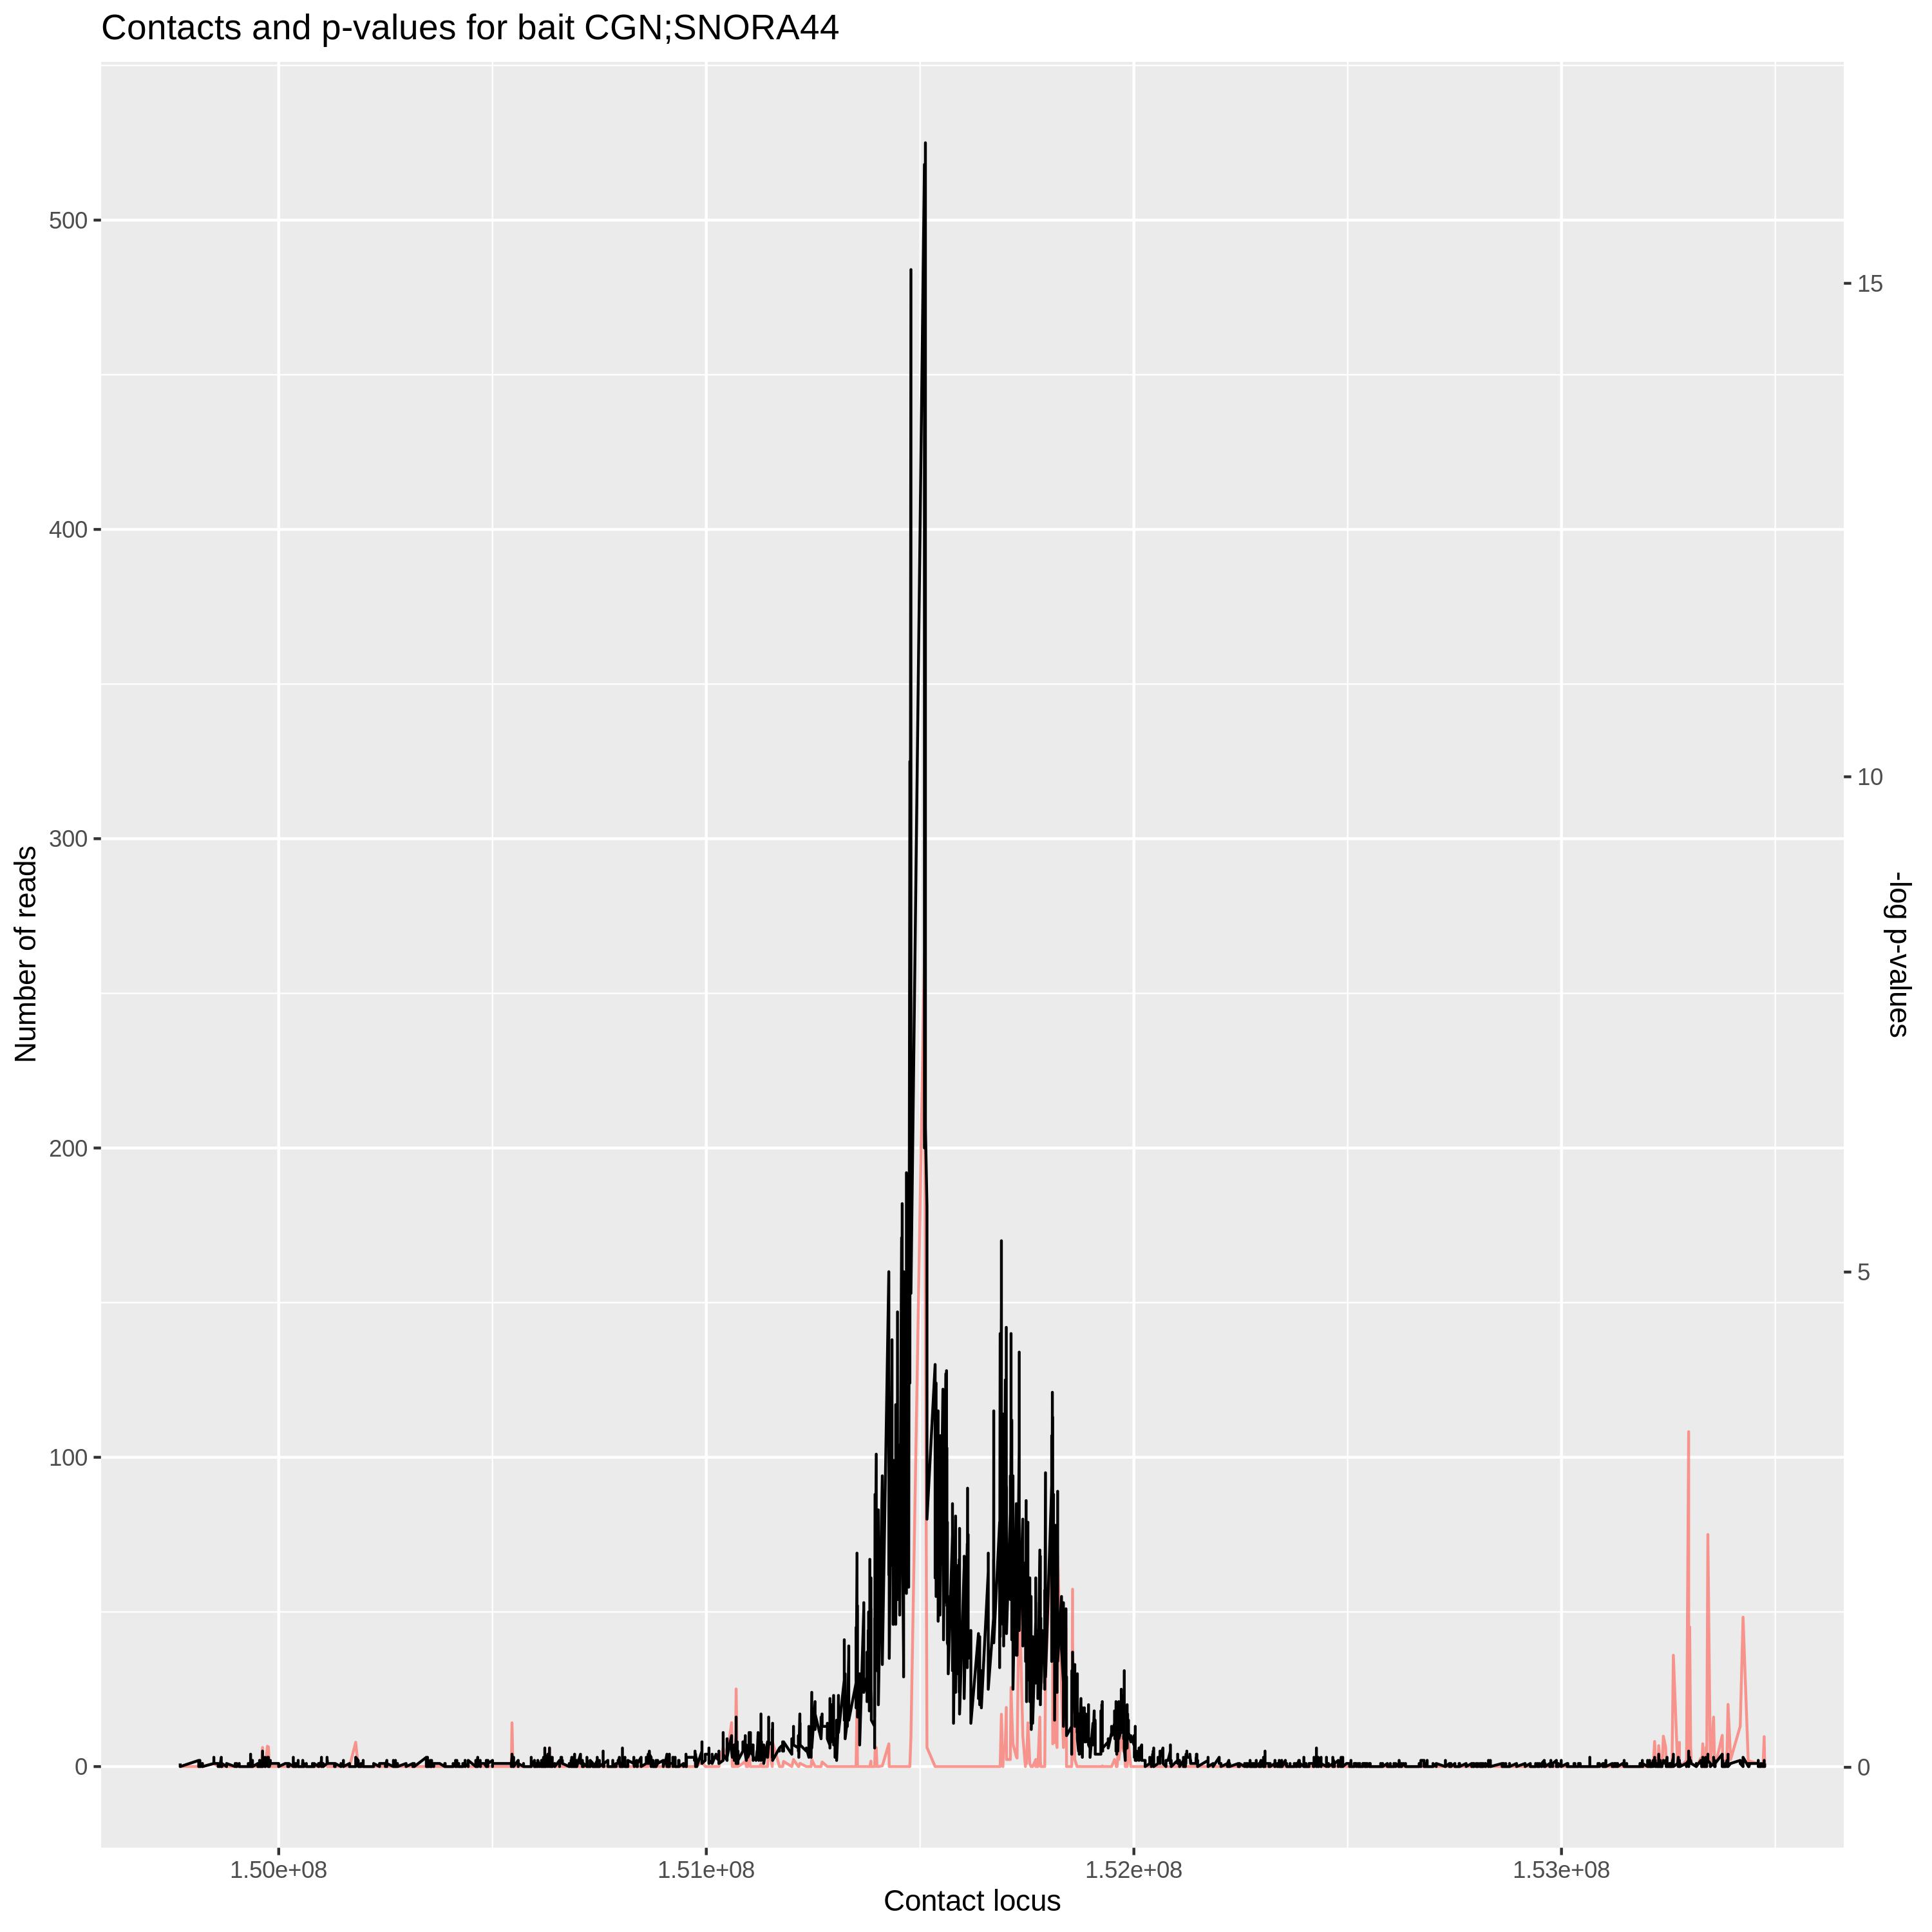 Contacts and p-values for bait CGN;SNORA44
Number of reads
500
400
300
200
100
0
15
10
5
0
-log p-values
1.50e+08
1.51e+08
1.52e+08
1.53e+08
Contact locus